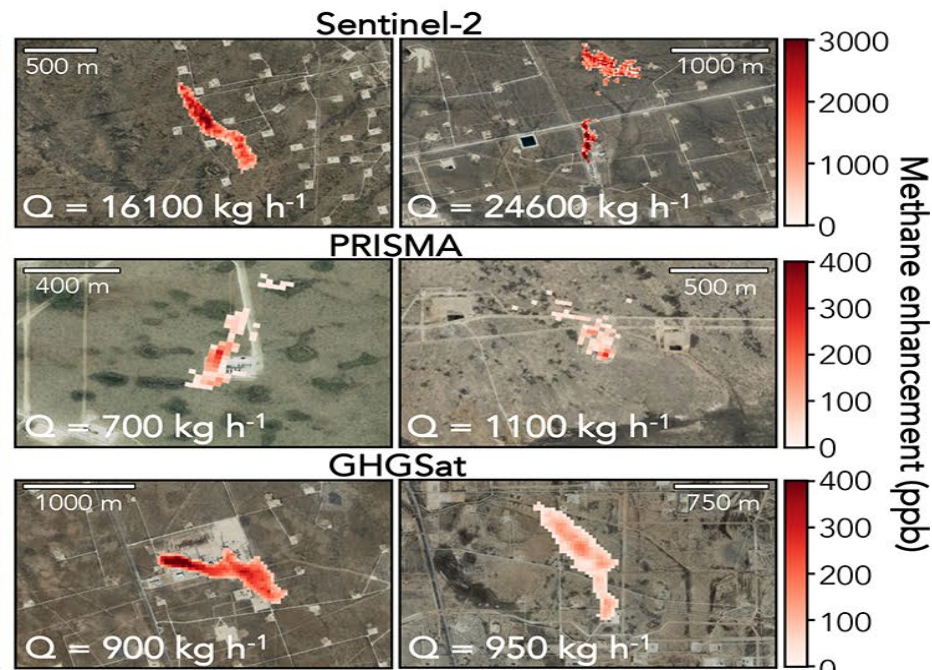 Sentinel-2
500 m
1000 m
Q = 16100 kg h⁻¹
Q = 24600 kg h⁻¹
3000
2000
1000
0
PRISMA
400 m
500 m
Q = 700 kg h⁻¹
Q = 1100 kg h⁻¹
400
300
200
100
0
GHGSat
1000 m
750 m
Q = 900 kg h⁻¹
Q = 950 kg h⁻¹
400
300
200
100
0
Methane enhancement (ppb)